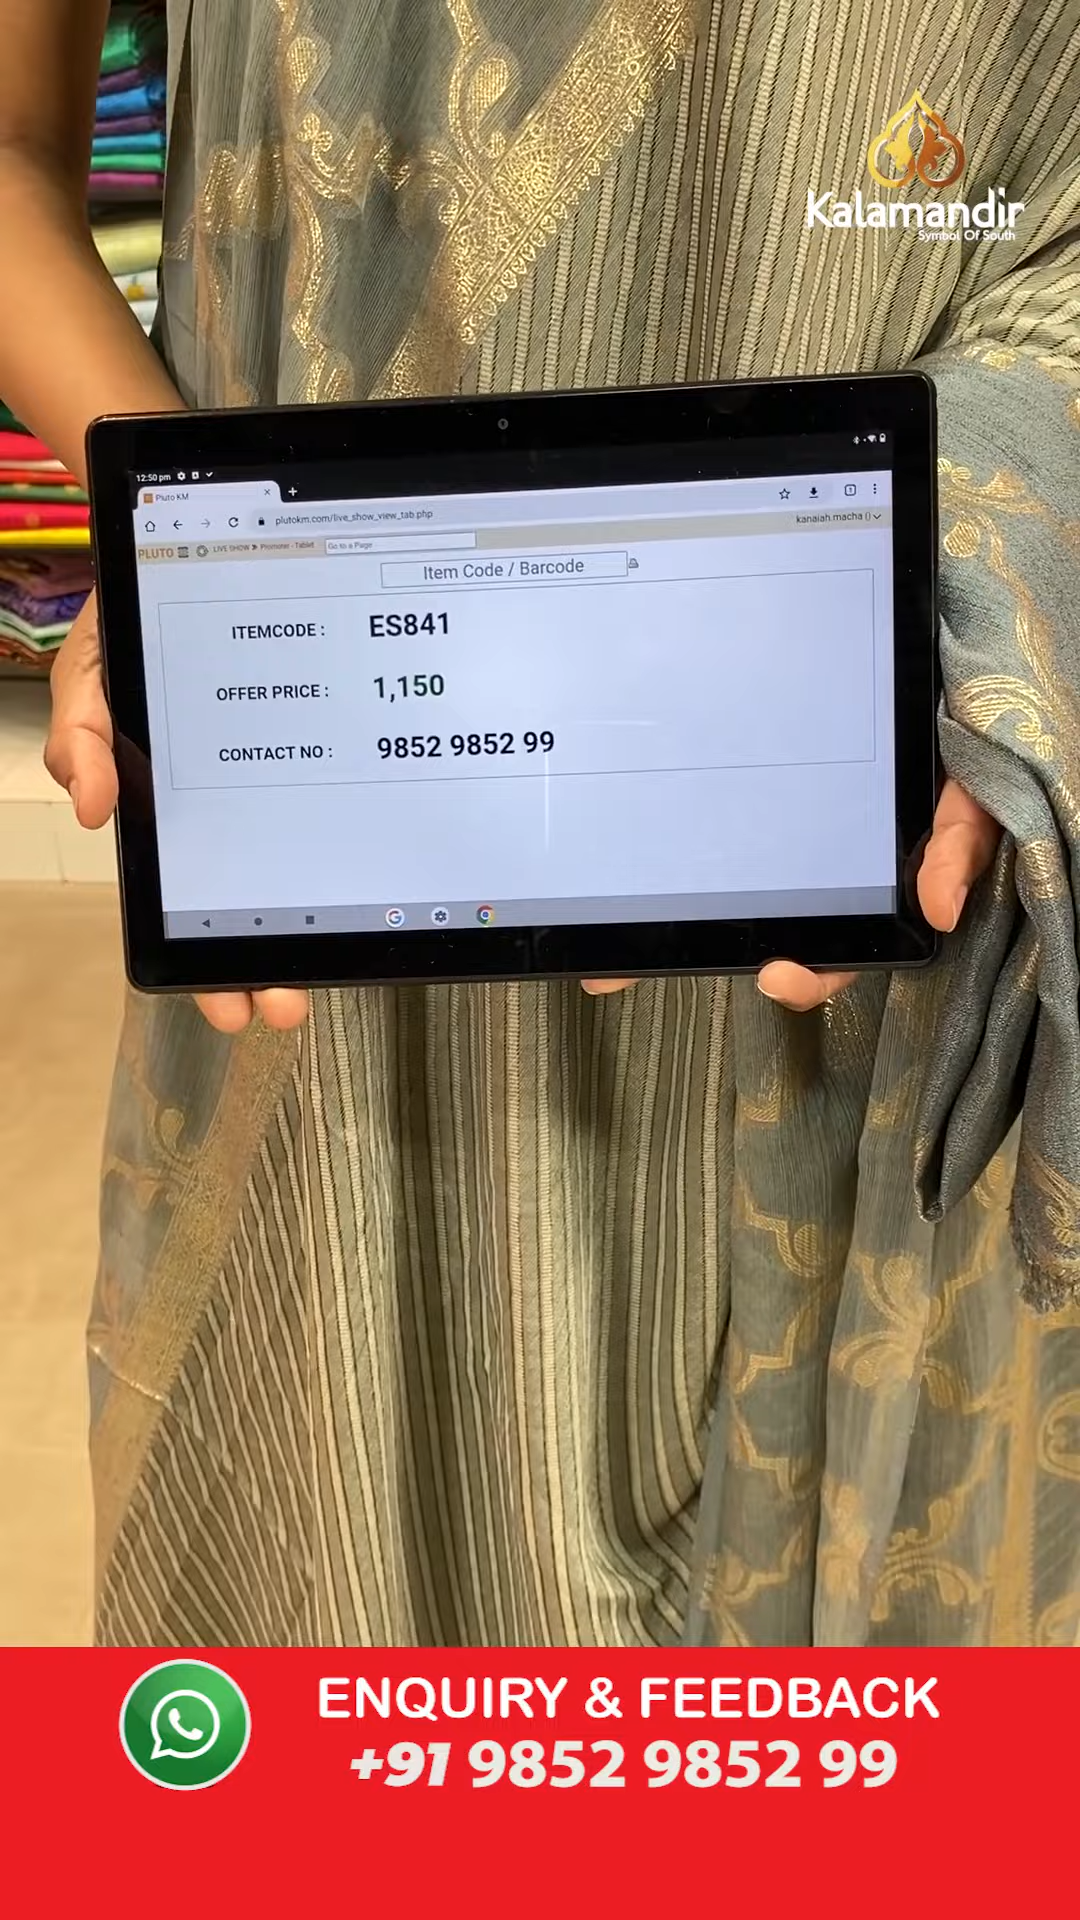 Kalamandir
Symbol Of South
12:50 pm
Pluto KM
plutokm.com/live_show_view_tab.php
kanaiah.macha ()
PLUTO
LIVE SHOW
Promoter - Tablet
Go to a Page
Item Code / Barcode
ITEMCODE : ES841
OFFER PRICE : 1,150
CONTACT NO : 9852 9852 99
ENQUIRY & FEEDBACK
+91 9852 9852 99